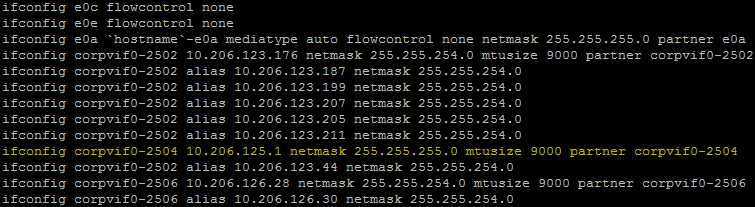 ifconfig e0c flowcontrol none
ifconfig e0e flowcontrol none
ifconfig e0a `hostname`-e0a mediatype auto flowcontrol none netmask 255.255.255.0 partner e0a
ifconfig corpvif0-2502 10.206.123.176 netmask 255.255.254.0 mtusize 9000 partner corpvif0-2502
ifconfig corpvif0-2502 alias 10.206.123.187 netmask 255.255.254.0
ifconfig corpvif0-2502 alias 10.206.123.199 netmask 255.255.254.0
ifconfig corpvif0-2502 alias 10.206.123.207 netmask 255.255.254.0
ifconfig corpvif0-2502 alias 10.206.123.205 netmask 255.255.254.0
ifconfig corpvif0-2502 alias 10.206.123.211 netmask 255.255.254.0
ifconfig corpvif0-2504 10.206.125.1 netmask 255.255.255.0 mtusize 9000 partner corpvif0-2504
ifconfig corpvif0-2502 alias 10.206.123.44 netmask 255.255.254.0
ifconfig corpvif0-2506 10.206.126.28 netmask 255.255.254.0 mtusize 9000 partner corpvif0-2506
ifconfig corpvif0-2506 alias 10.206.126.30 netmask 255.255.254.0